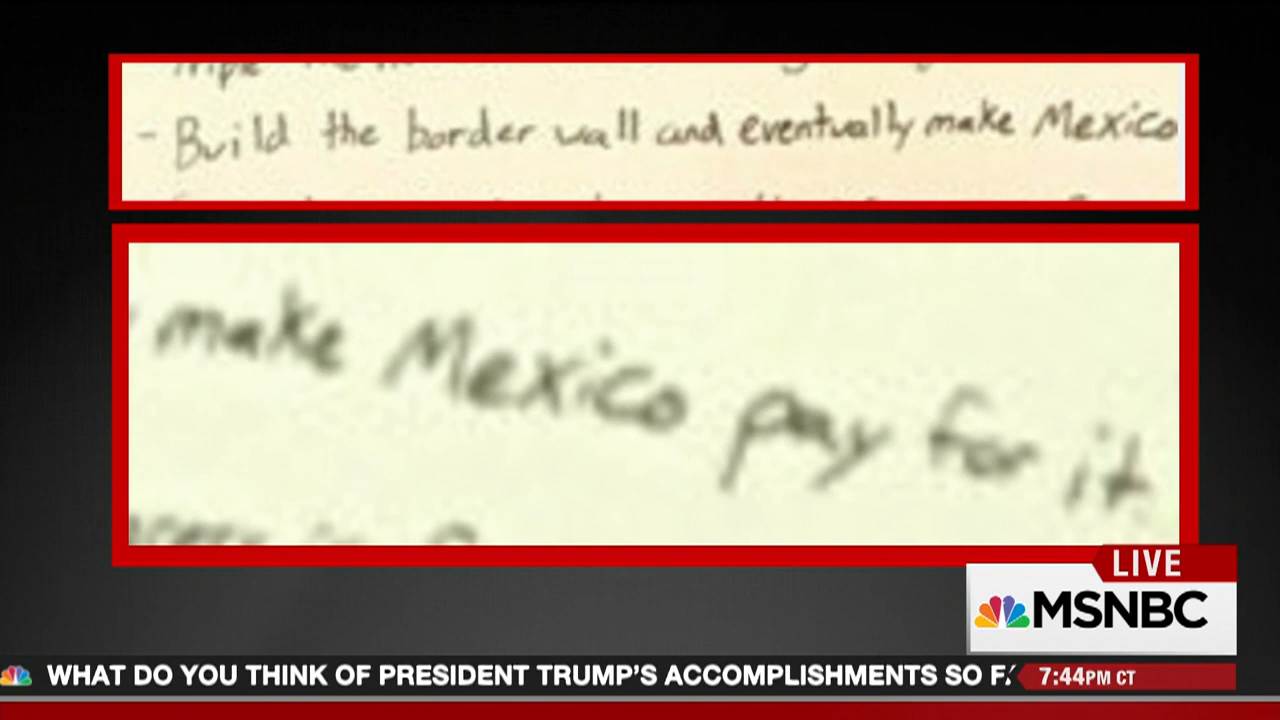 - Build the border wall and eventually make Mexico
make Mexico pay for it
LIVE
MSNBC
WHAT DO YOU THINK OF PRESIDENT TRUMP'S ACCOMPLISHMENTS SO
7:44PM CT